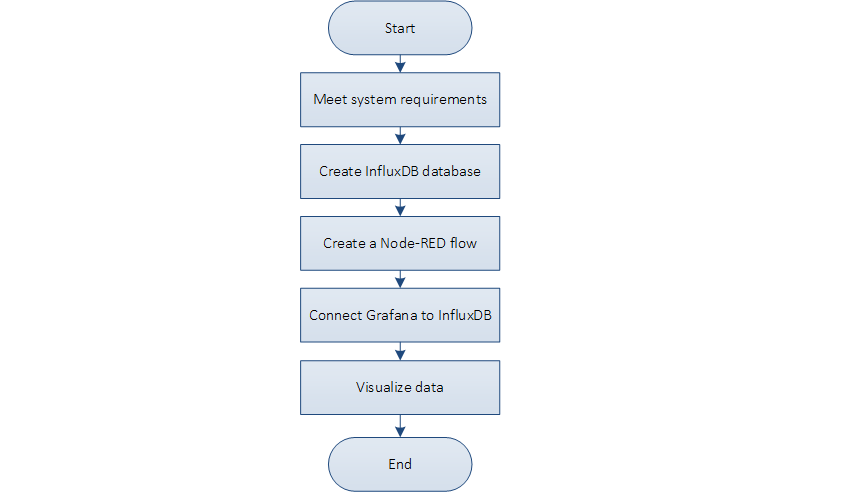 Start
Meet system requirements
Create InfluxDB database
Create a Node-RED flow
Connect Grafana to InfluxDB
Visualize data
End